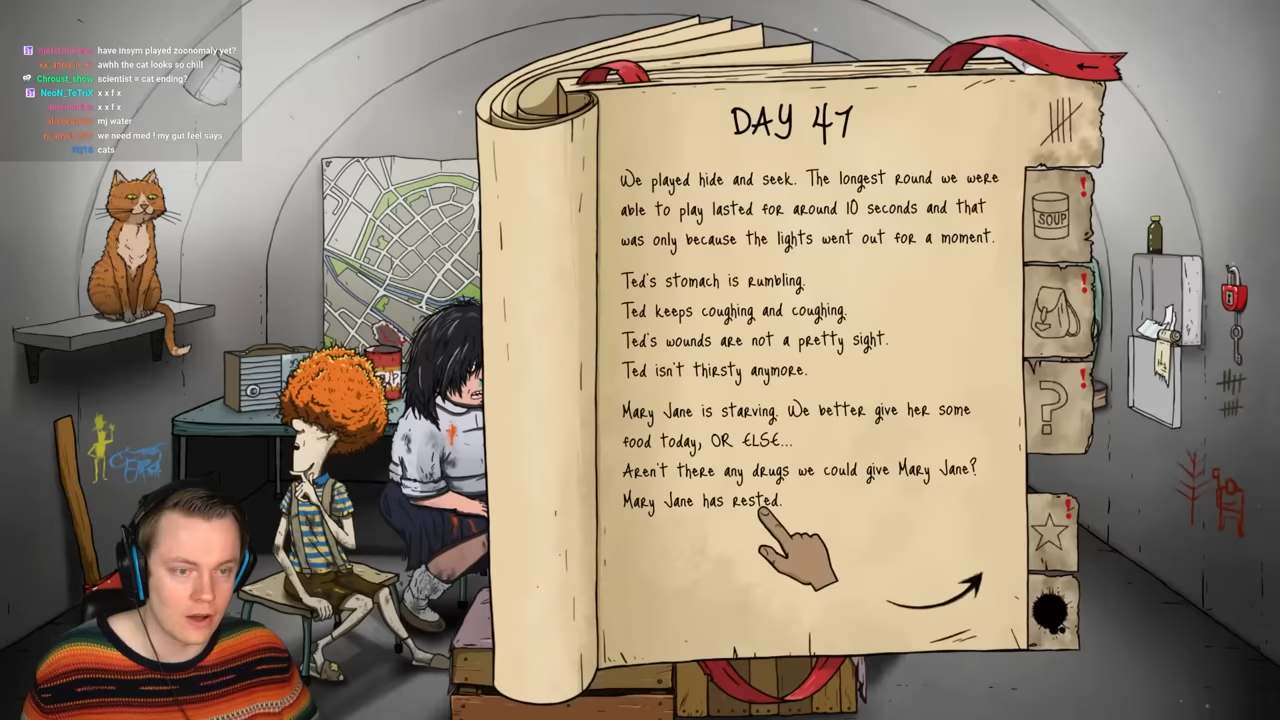 have insym played zoonomaly yet?
awhh the cat looks so chill
Chroust_show scientist = cat ending?
NeoN_TeTriX x x f x
x x f x
mj water
we need med ! my gut feel says
cats
DAY 47
We played hide and seek. The longest round we were
able to play lasted for around 10 seconds and that
was only because the lights went out for a moment.
Ted's stomach is rumbling.
Ted keeps coughing and coughing.
Ted's wounds are not a pretty sight.
Ted isn't thirsty anymore.
Mary Jane is starving. We better give her some
food today, OR ELSE...
Aren't there any drugs we could give Mary Jane?
Mary Jane has rested.
SOUP
!
!
?
!
!